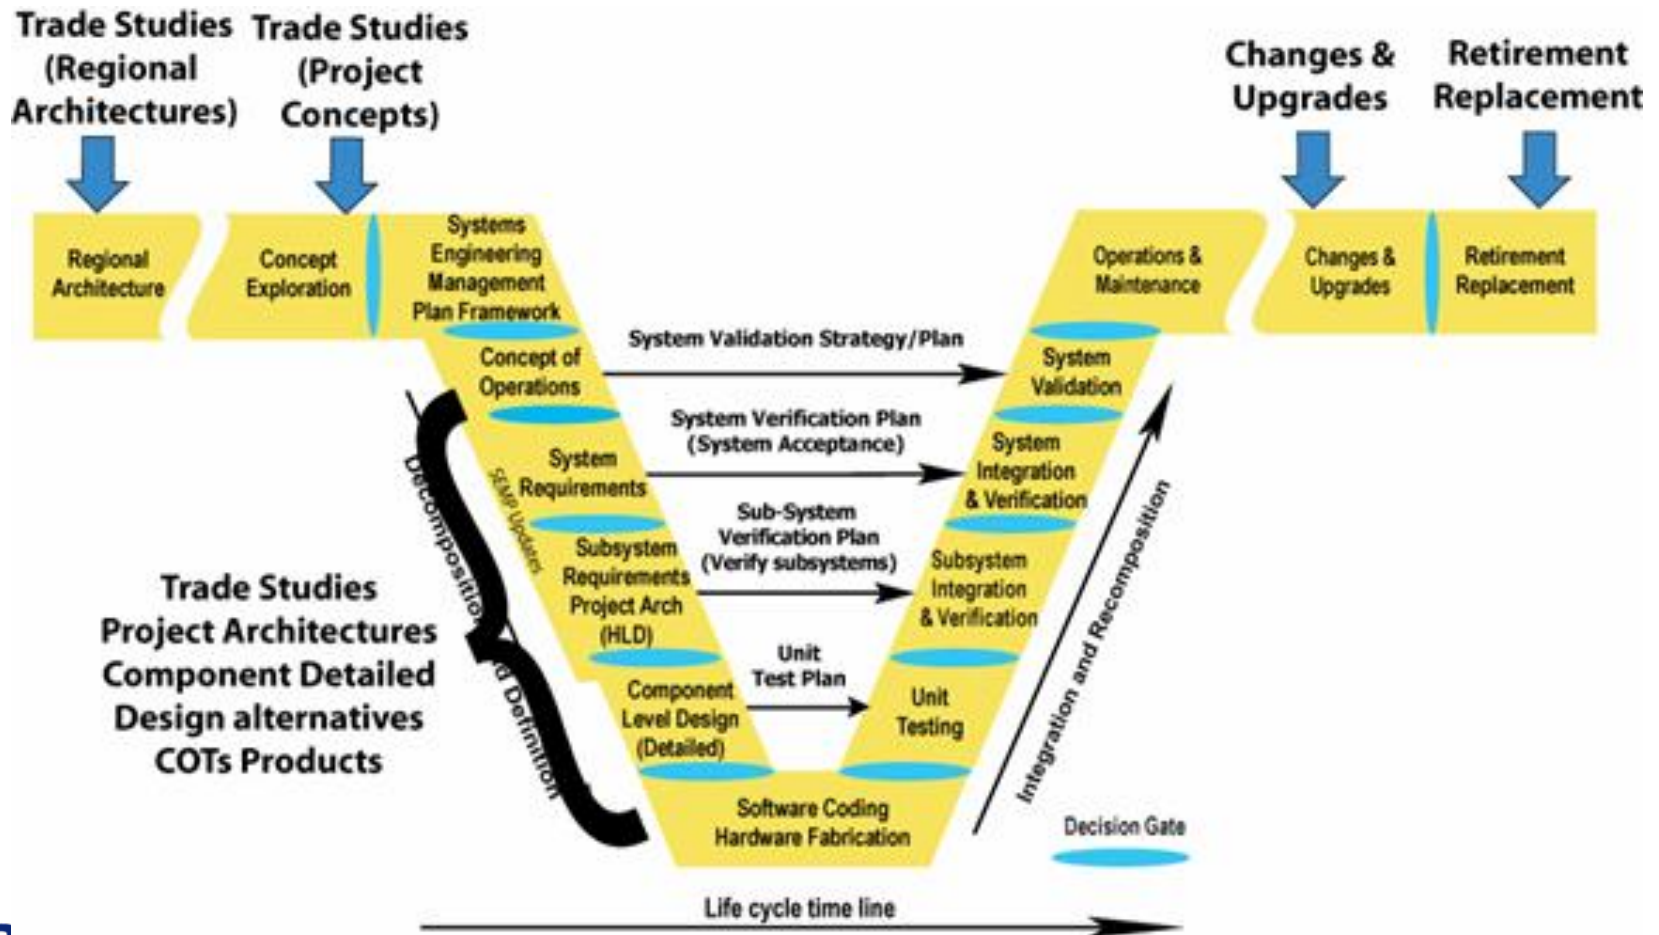 Trade Studies
(Regional
Architectures)
Trade Studies
(Project
Concepts)
Changes &
Upgrades
Retirement
Replacement
Regional
Architecture
Concept
Exploration
Systems
Engineering
Management
Plan Framework
Operations &
Maintenance
Changes &
Upgrades
Retirement
Replacement
Concept of
Operations
System Validation Strategy/Plan
System
Validation
System Verification Plan
(System Acceptance)
System
Requirements
System
Integration
& Verification
SEMP Updates
Sub-System
Verification Plan
(Verify subsystems)
Subsystem
Requirements
Project Arch
(HLD)
Subsystem
Integration
& Verification
Decomposition Definition
Integration and Recomposition
Trade Studies
Project Architectures
Component Detailed
Design alternatives
COTs Products
Unit
Test Plan
Component
Level Design
(Detailed)
Unit
Testing
Software Coding
Hardware Fabrication
Decision Gate
Life cycle time line